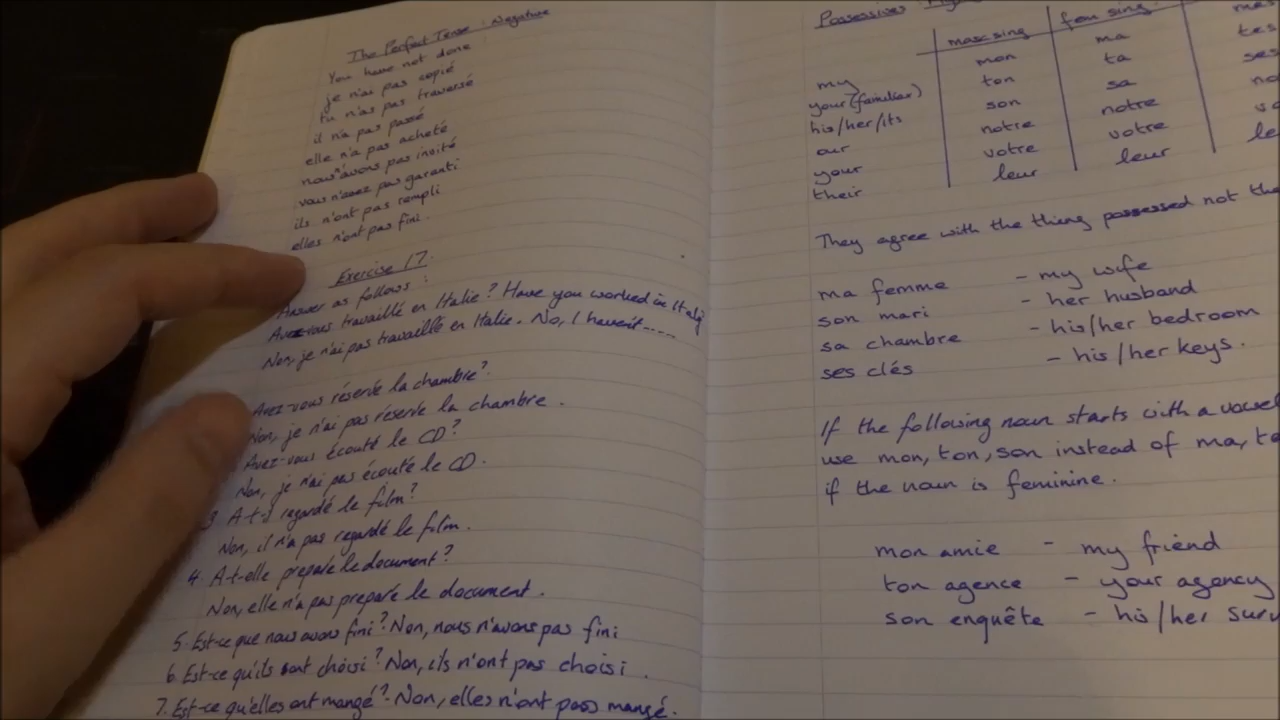 The Perfect Tense: Negative
You have not done
je n'ai pas copié
tu n'as pas traversé
il n'a pas passé
elle n'a pas acheté
nous n'avons pas invité
vous n'avez pas garanti
ils n'ont pas rempli
elles n'ont pas fini.
Exercise 17.
Answer as follows:
Avez-vous travaillé en Italie? Have you worked in Italy
Non, je n'ai pas travaillé en Italie. No, I haven't.....
Avez-vous réservé la chambre?
Non, je n'ai pas réservé la chambre.
Avez-vous écouté le CD?
Non, je n'ai pas écouté le CD.
3 A-t-il regardé le film?
Non, il n'a pas regardé le film.
4 A-t-elle préparé le document?
Non, elle n'a pas préparé le document.
5. Est-ce que nous avons fini? Non, nous n'avons pas fini
6. Est-ce qu'ils ont choisi? Non, ils n'ont pas choisi.
7. Est-ce qu'elles ont mangé? Non, elles n'ont pas mangé.
Possessives
masc sing fem sing.
my mon ma mes
your (familiar) ton ta tes
his/her/its son sa ses
our notre notre no
your votre votre vo
their leur leur le
They agree with the thing possessed not the
ma femme - my wife
son mari - her husband
sa chambre - his/her bedroom
ses clés - his/her keys.
If the following noun starts with a vowel
use mon, ton, son instead of ma, ta
if the noun is feminine.
mon amie - my friend
ton agence - your agency
son enquête - his/her surv